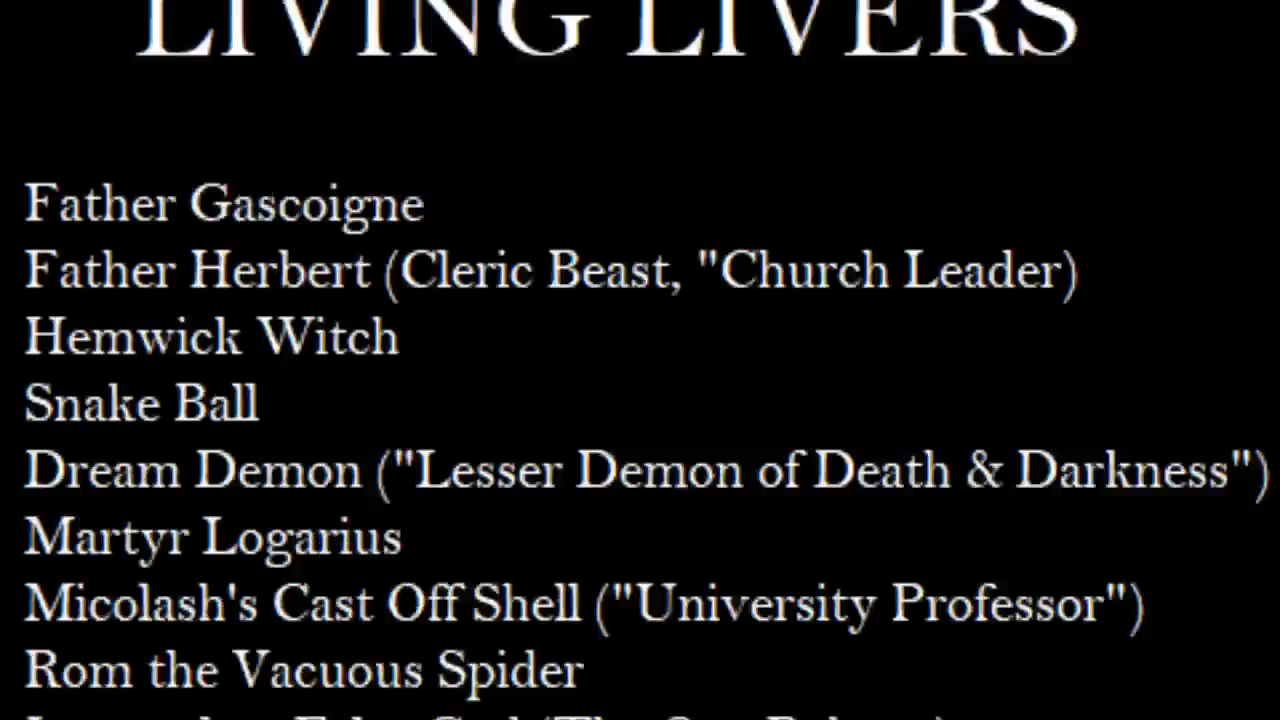 LIVING LIVERS
Father Gascoigne
Father Herbert (Cleric Beast, "Church Leader)
Hemwick Witch
Snake Ball
Dream Demon ("Lesser Demon of Death & Darkness")
Martyr Logarius
Micolash's Cast Off Shell ("University Professor")
Rom the Vacuous Spider